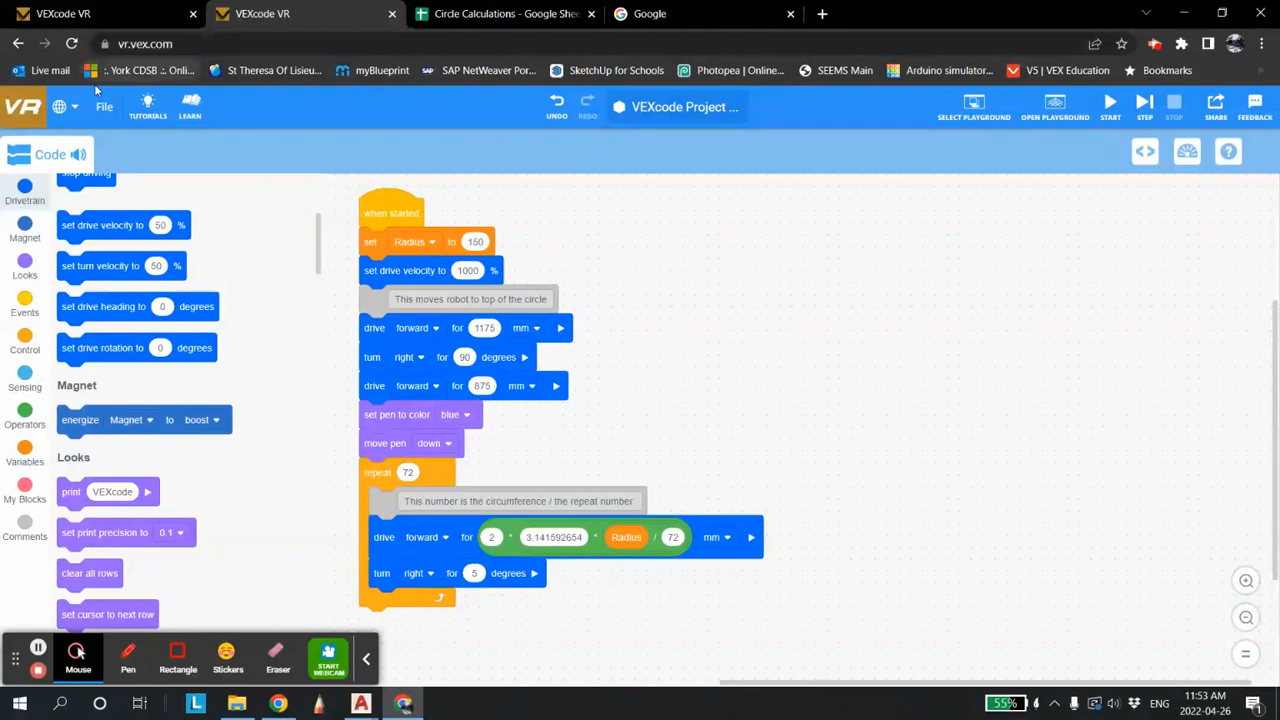 VEXcode VR
VEXcode VR
Circle Calculations - Google Shee
Google
vr.vex.com
Live mail
:. York CDSB :. Onli...
St Theresa Of Lisieu...
myBlueprint
SAP NetWeaver Por...
SketchUp for Schools
Photopea | Online...
SEEMS Main
Arduino simulator...
V5 | VEX Education
Bookmarks
VR
File
TUTORIALS
LEARN
UNDO
REDO
VEXcode Project ...
SELECT PLAYGROUND
OPEN PLAYGROUND
START
STEP
STOP
SHARE
FEEDBACK
Code
Drivetrain
Magnet
Looks
Events
Control
Sensing
Operators
Variables
My Blocks
Comments
stop driving
set drive velocity to 50 %
set turn velocity to 50 %
set drive heading to 0 degrees
set drive rotation to 0 degrees
Magnet
energize Magnet to boost
Looks
print VEXcode
set print precision to 0.1
clear all rows
set cursor to next row
when started
set Radius to 150
set drive velocity to 1000 %
This moves robot to top of the circle
drive forward for 1175 mm
turn right for 90 degrees
drive forward for 875 mm
set pen to color blue
move pen down
repeat 72
This number is the circumference / the repeat number
drive forward for 2 * 3.141592654 * Radius / 72 mm
turn right for 5 degrees
Mouse
Pen
Rectangle
Stickers
Eraser
START
WEBCAM
55%
ENG
11:53 AM
2022-04-26
1